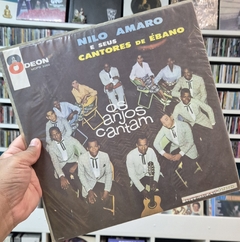 ODEON
NILO AMARO
E SEUS
CANTORES DE ÉBANO
os
anjos
cantam